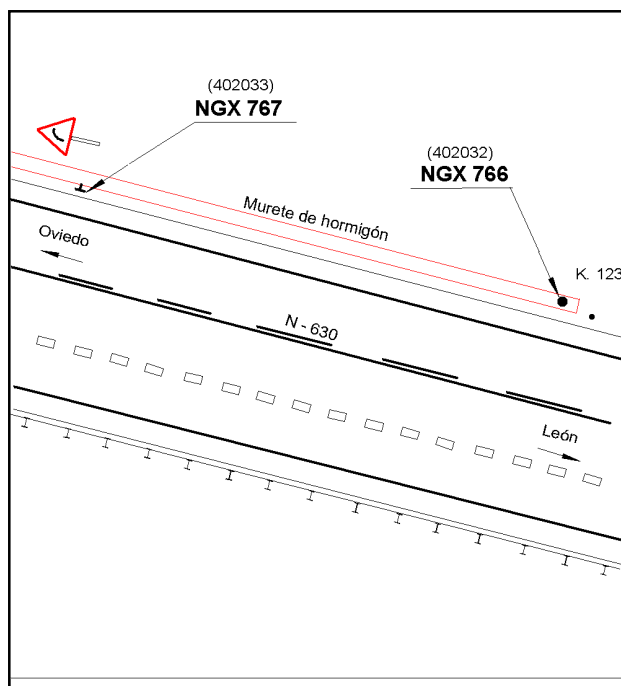 (402033)
NGX 767
(402032)
NGX 766
Murete de hormigón
Oviedo
K. 123
N - 630
León